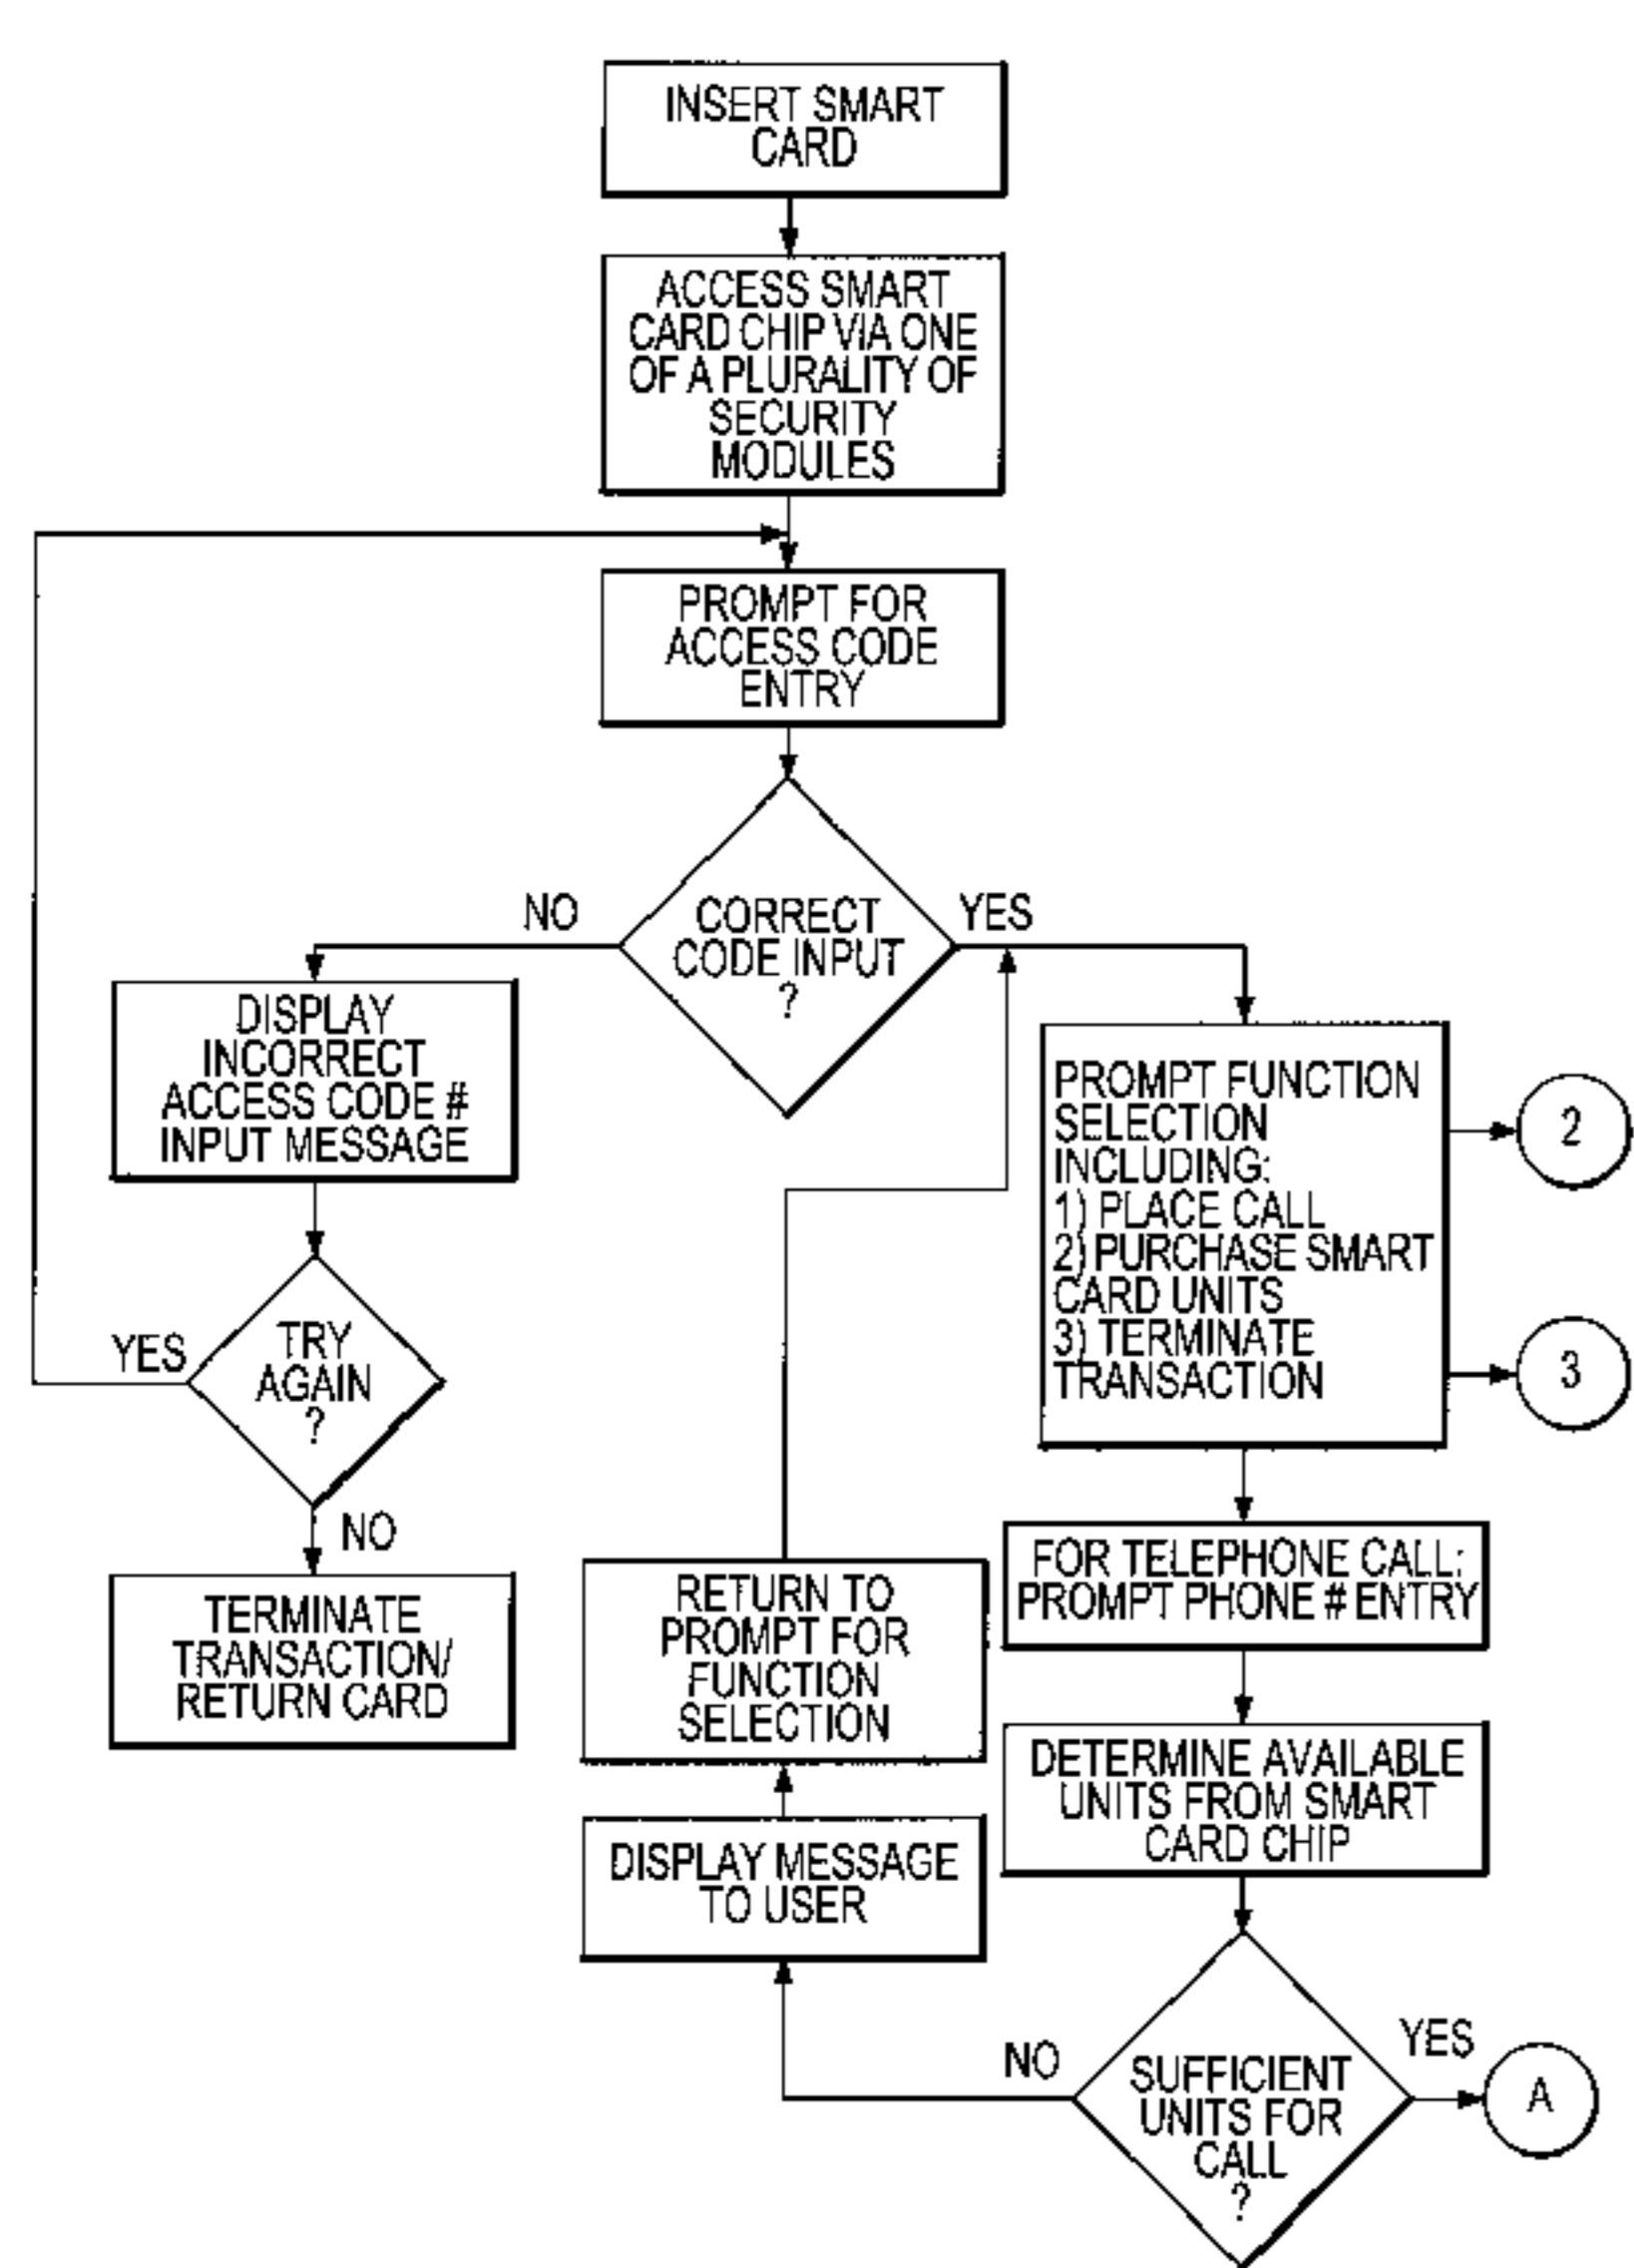 INSERT SMART
CARD
ACCESS SMART
CARD CHIP VIA ONE
OF A PLURALITY OF
SECURITY
MODULES
PROMPT FOR
ACCESS CODE
ENTRY
CORRECT
CODE INPUT
?
NO
YES
DISPLAY
INCORRECT
ACCESS CODE #
INPUT MESSAGE
TRY
AGAIN
?
YES
NO
TERMINATE
TRANSACTION/
RETURN CARD
PROMPT FUNCTION
SELECTION
INCLUDING:
1) PLACE CALL
2) PURCHASE SMART
CARD UNITS
3) TERMINATE
TRANSACTION
2
3
FOR TELEPHONE CALL:
PROMPT PHONE # ENTRY
DETERMINE AVAILABLE
UNITS FROM SMART
CARD CHIP
SUFFICIENT
UNITS FOR
CALL
?
YES
A
NO
DISPLAY MESSAGE
TO USER
RETURN TO
PROMPT FOR
FUNCTION
SELECTION